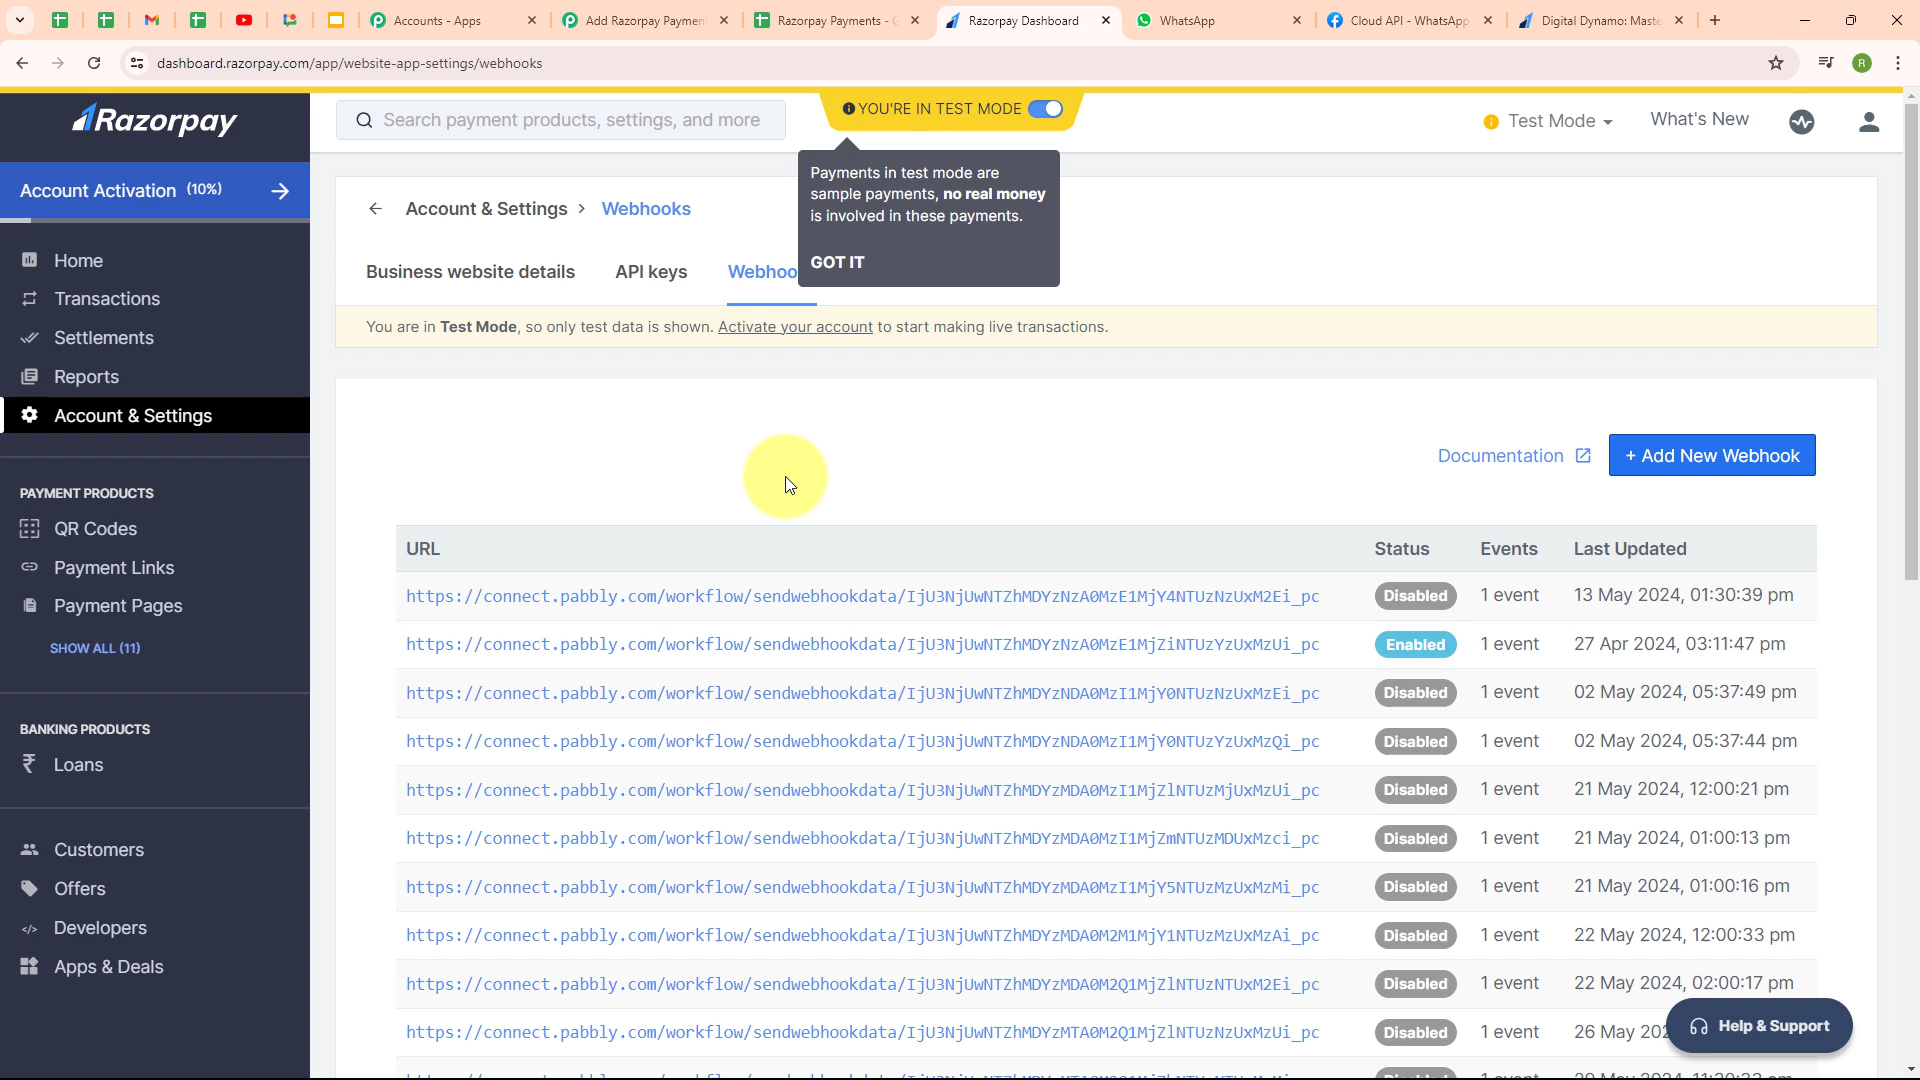 Accounts - Apps
Add Razorpay Paymen
Razorpay Payments - G
Razorpay Dashboard
WhatsApp
Cloud API - WhatsApp
Digital Dynamo: Maste
dashboard.razorpay.com/app/website-app-settings/webhooks
R
Razorpay
Search payment products, settings, and more
YOU'RE IN TEST MODE
Test Mode
What's New
Payments in test mode are
sample payments, no real money
is involved in these payments.
GOT IT
Account Activation (10%)
Account & Settings > Webhooks
Business website details
API keys
Webhoo
You are in Test Mode, so only test data is shown. Activate your account to start making live transactions.
Home
Transactions
Settlements
Reports
Account & Settings
PAYMENT PRODUCTS
QR Codes
Payment Links
Payment Pages
SHOW ALL (11)
BANKING PRODUCTS
Loans
Customers
Offers
Developers
Apps & Deals
Documentation
+ Add New Webhook
URL Status Events Last Updated
https://connect.pabbly.com/workflow/sendwebhookdata/IjU3NjUwNTZhMDYzNzA0MzE1MjY4NTUzNzUxM2Ei_pc Disabled 1 event 13 May 2024, 01:30:39 pm
https://connect.pabbly.com/workflow/sendwebhookdata/IjU3NjUwNTZhMDYzNzA0MzE1MjZiNTUzYzUxMzUi_pc Enabled 1 event 27 Apr 2024, 03:11:47 pm
https://connect.pabbly.com/workflow/sendwebhookdata/IjU3NjUwNTZhMDYzNDA0MzI1MjY0NTUzNzUxMzEi_pc Disabled 1 event 02 May 2024, 05:37:49 pm
https://connect.pabbly.com/workflow/sendwebhookdata/IjU3NjUwNTZhMDYzNDA0MzI1MjY0NTUzYzUxMzQi_pc Disabled 1 event 02 May 2024, 05:37:44 pm
https://connect.pabbly.com/workflow/sendwebhookdata/IjU3NjUwNTZhMDYzMDA0MzI1MjZlNTUzMjUxMzUi_pc Disabled 1 event 21 May 2024, 12:00:21 pm
https://connect.pabbly.com/workflow/sendwebhookdata/IjU3NjUwNTZhMDYzMDA0MzI1MjZmNTUzMDUxMzci_pc Disabled 1 event 21 May 2024, 01:00:13 pm
https://connect.pabbly.com/workflow/sendwebhookdata/IjU3NjUwNTZhMDYzMDA0MzI1MjY5NTUzMzUxMzMi_pc Disabled 1 event 21 May 2024, 01:00:16 pm
https://connect.pabbly.com/workflow/sendwebhookdata/IjU3NjUwNTZhMDYzMDA0M2M1MjY1NTUzMzUxMzAi_pc Disabled 1 event 22 May 2024, 12:00:33 pm
https://connect.pabbly.com/workflow/sendwebhookdata/IjU3NjUwNTZhMDYzMDA0M2Q1MjZlNTUzNTUxM2Ei_pc Disabled 1 event 22 May 2024, 02:00:17 pm
https://connect.pabbly.com/workflow/sendwebhookdata/IjU3NjUwNTZhMDYzMTA0M2Q1MjZlNTUzNzUxMzUi_pc Disabled 1 event 26 May 202
Help & Support